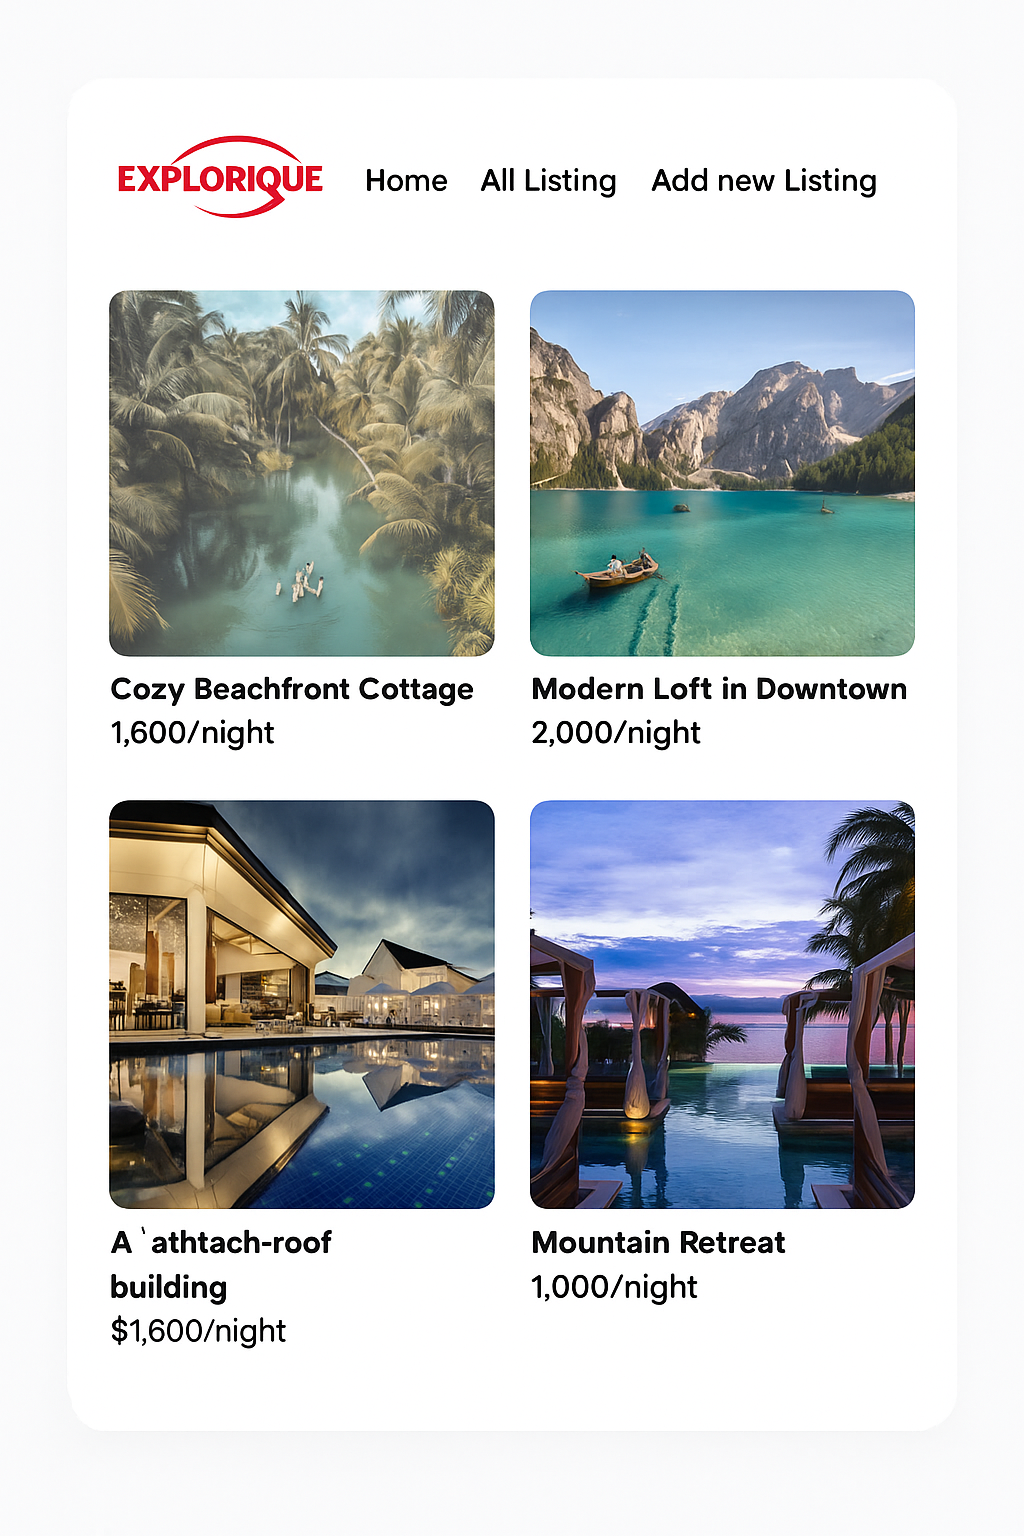 EXPLORIQUE
Home All Listing Add new Listing
Cozy Beachfront Cottage
1,600/night
Modern Loft in Downtown
2,000/night
A ˋathtach-roof
building
$1,600/night
Mountain Retreat
1,000/night